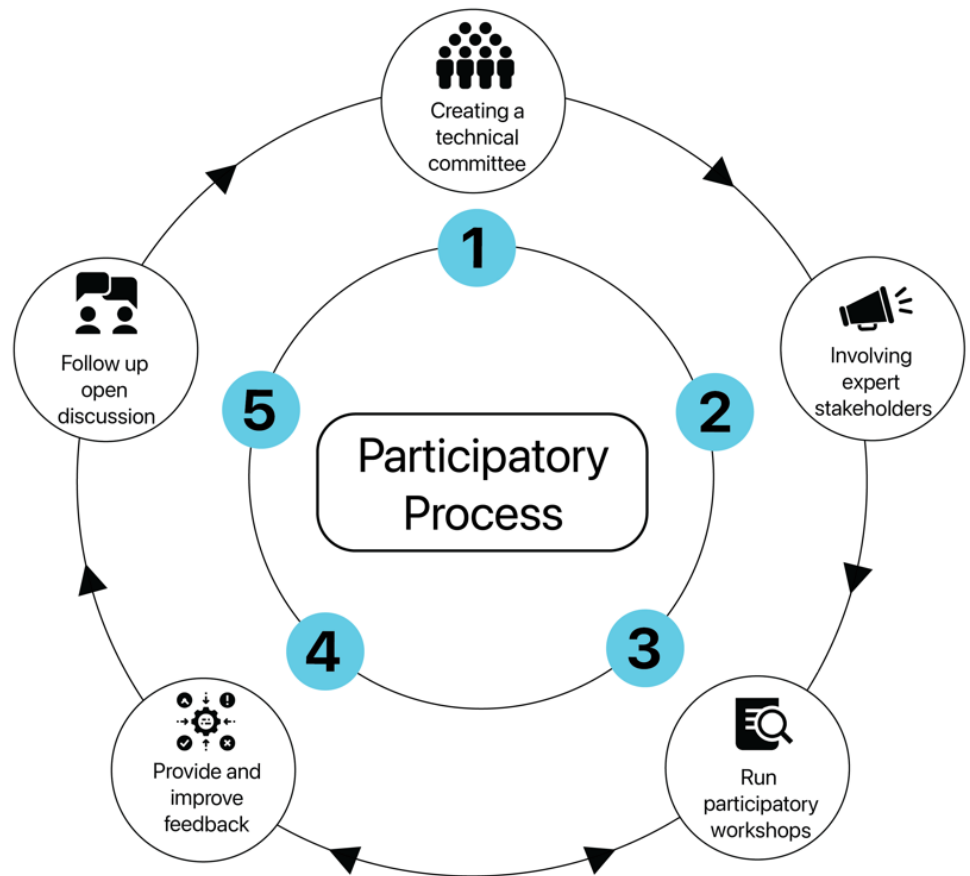 Creating a
technical
committee
1
Involving
expert
stakeholders
2
Run
participatory
workshops
3
Provide and
improve
feedback
4
Follow up
open
discussion
5
Participatory
Process